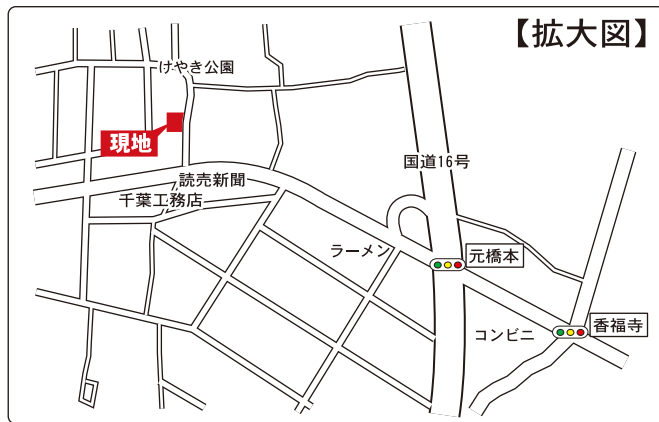 【拡大図】
けやき公園
現地
国道16号
読売新聞
千葉工務店
ラーメン
元橋本
コンビニ
香福寺